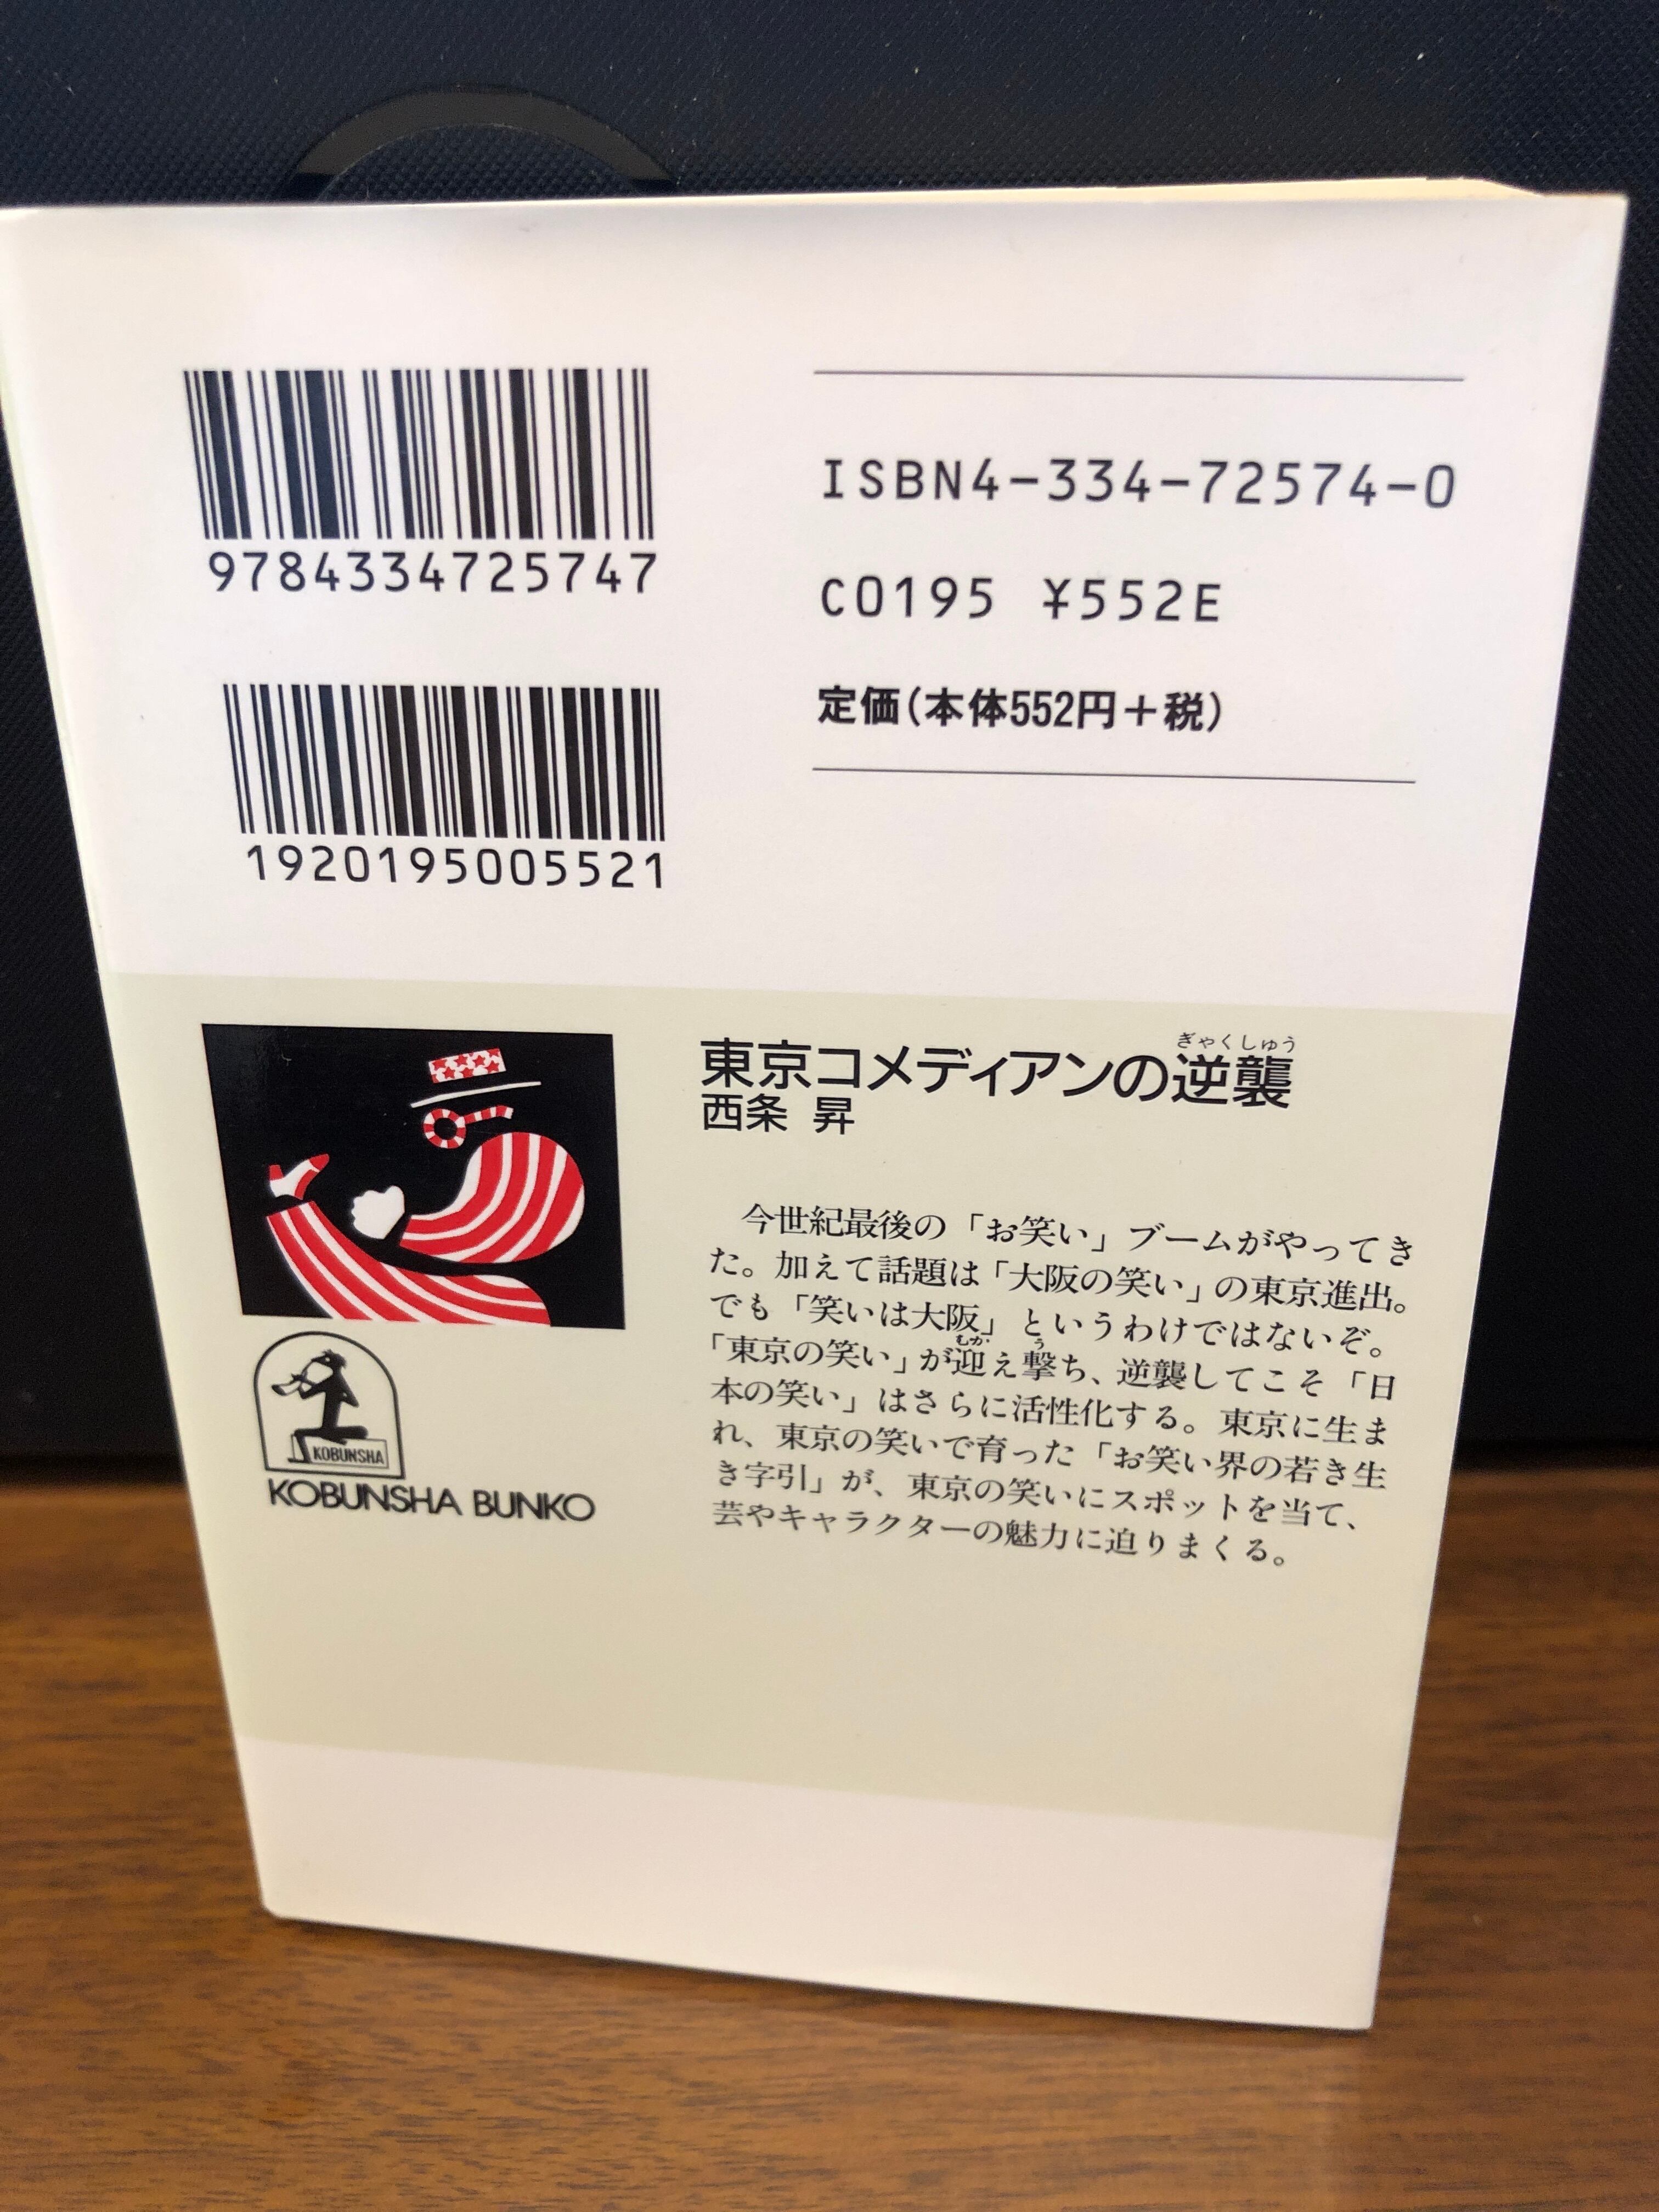 9784334725747
1920195005521
ISBN4-334-72574-0
C0195 ¥552E
定価(本体552円+税)
ぎゃくしゅう
東京コメディアンの逆襲
西条 昇
今世紀最後の「お笑い」ブームがやってき
た。加えて話題は「大阪の笑い」の東京進出。
でも「笑いは大阪」というわけではないぞ。
むか う
「東京の笑い」が迎え撃ち、逆襲してこそ「日
本の笑い」はさらに活性化する。東京に生ま
れ、東京の笑いで育った「お笑い界の若き生
き字引」が、東京の笑いにスポットを当て、
芸やキャラクターの魅力に迫りまくる。
KOBUNSHA
KOBUNSHA BUNKO